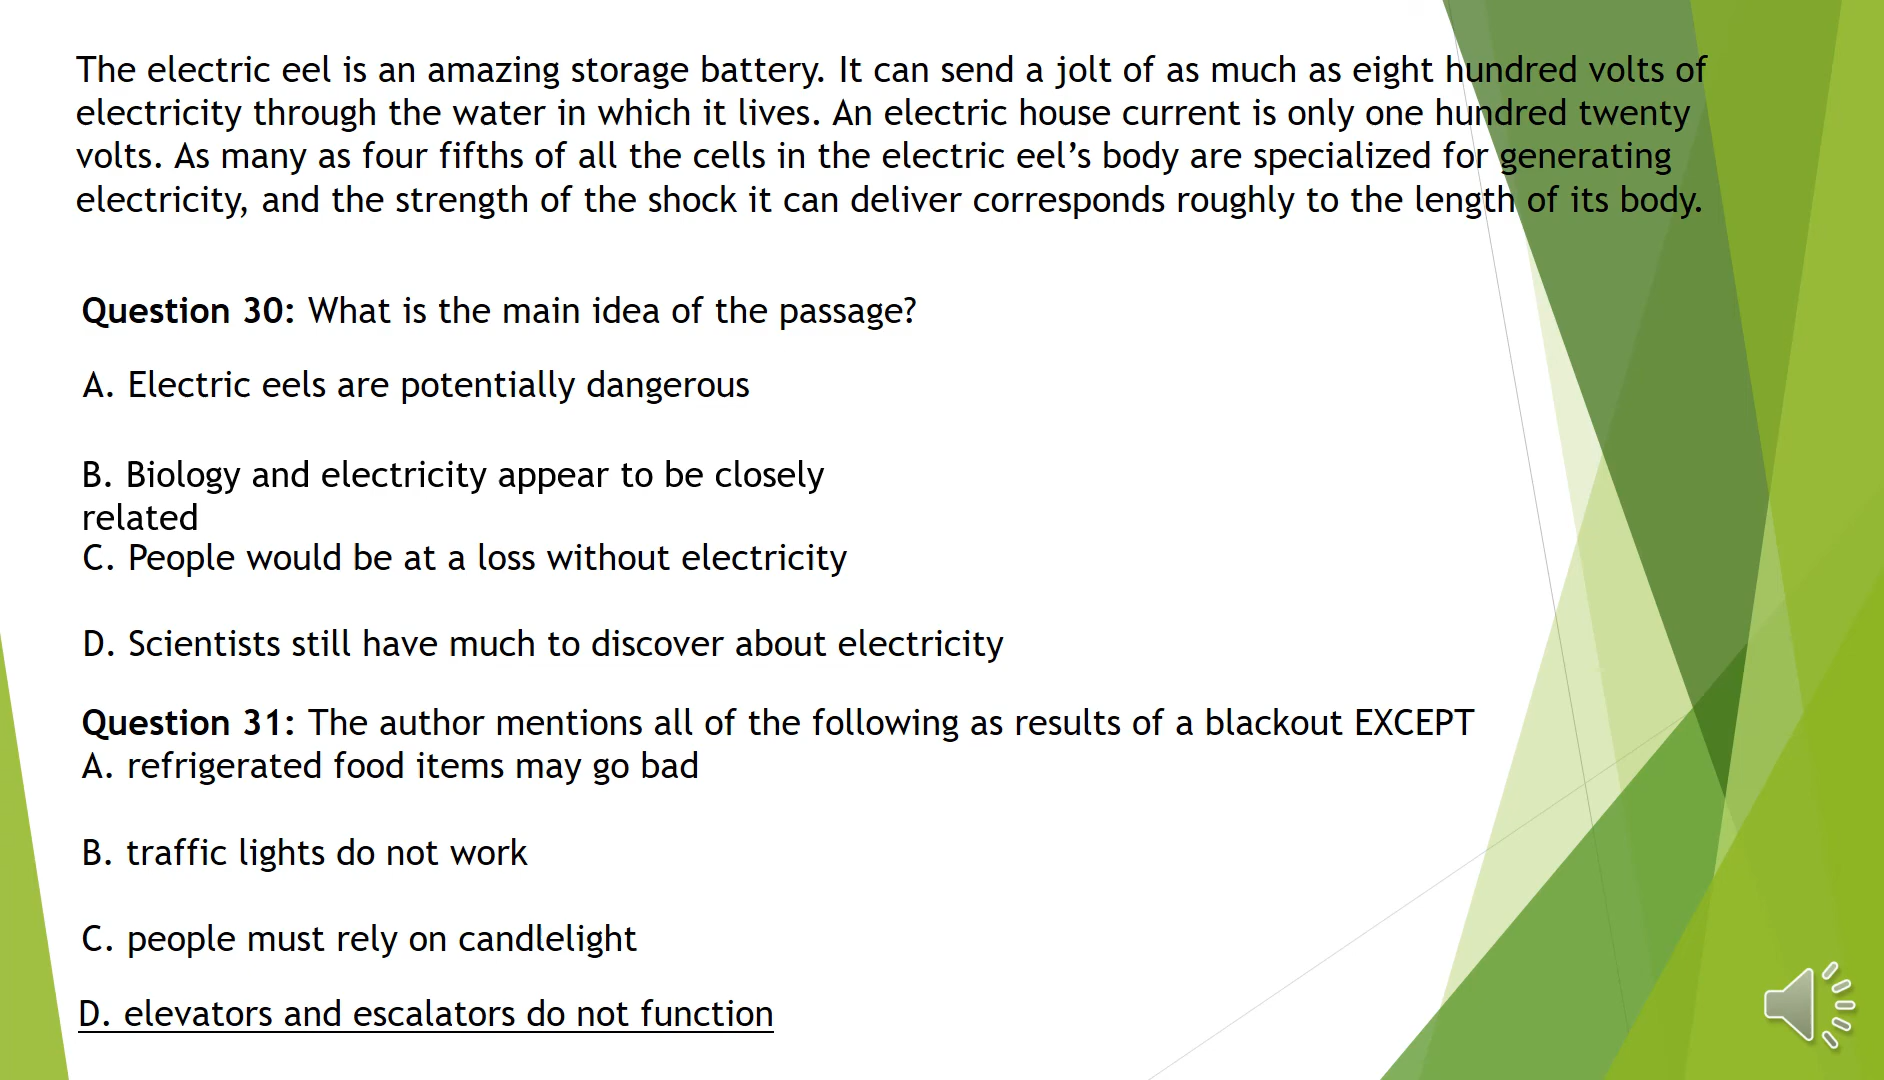 The electric eel is an amazing storage battery. It can send a jolt of as much as eight hundred volts of
electricity through the water in which it lives. An electric house current is only one hundred twenty
volts. As many as four fifths of all the cells in the electric eel’s body are specialized for generating
electricity, and the strength of the shock it can deliver corresponds roughly to the length of its body.
Question 30: What is the main idea of the passage?
A. Electric eels are potentially dangerous
B. Biology and electricity appear to be closely
related
C. People would be at a loss without electricity
D. Scientists still have much to discover about electricity
Question 31: The author mentions all of the following as results of a blackout EXCEPT
A. refrigerated food items may go bad
B. traffic lights do not work
C. people must rely on candlelight
D. elevators and escalators do not function